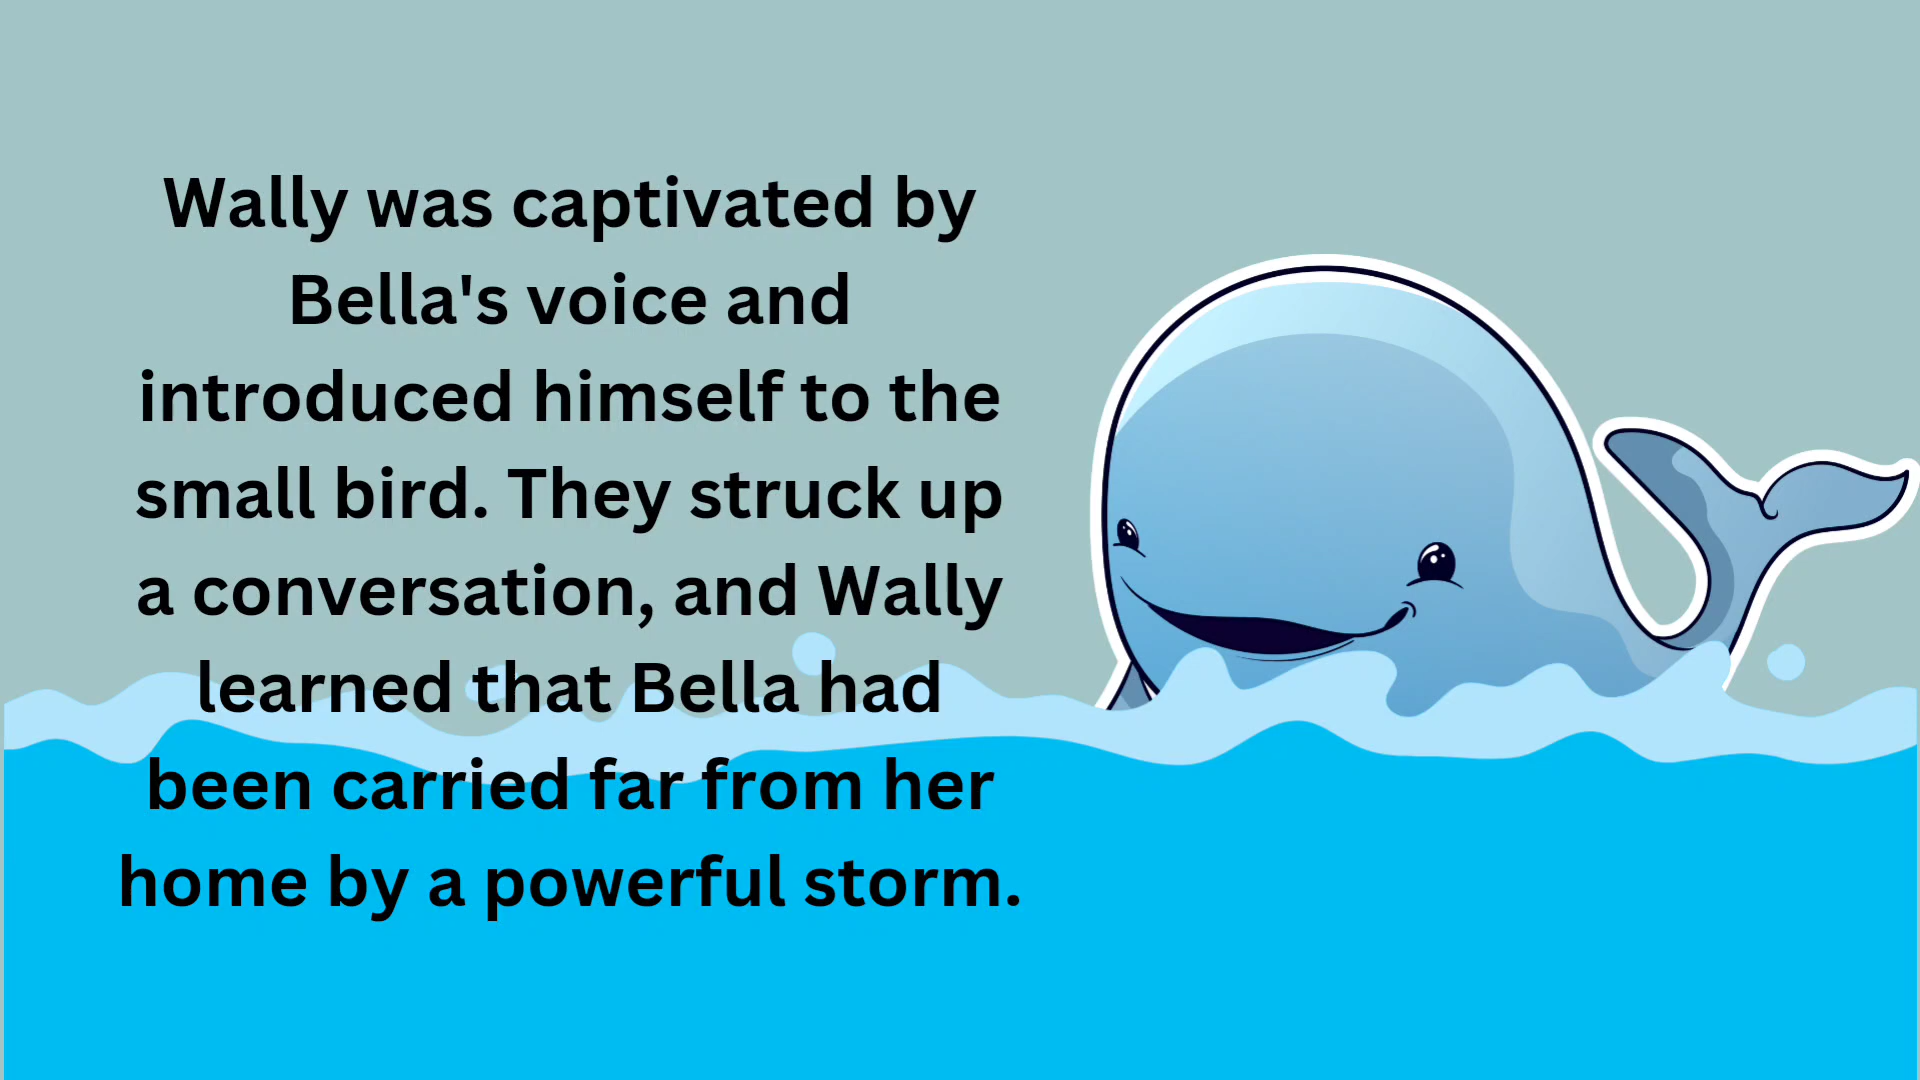 Wally was captivated by
Bella's voice and
introduced himself to the
small bird. They struck up
a conversation, and Wally
learned that Bella had
been carried far from her
home by a powerful storm.